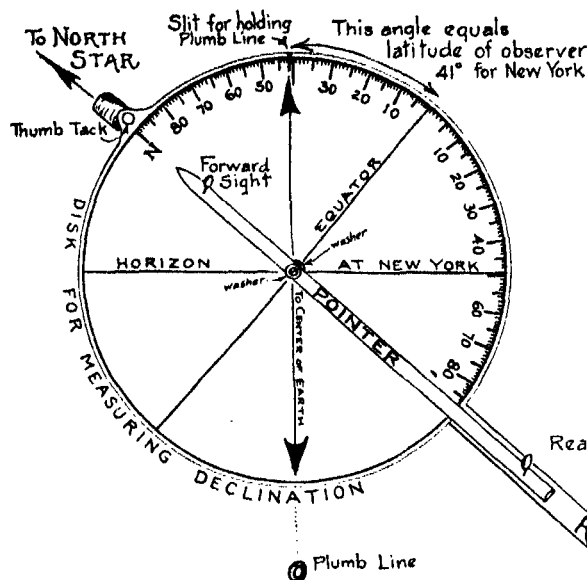 To NORTH
STAR
Slit for holding
Plumb Line
This angle equals
latitude of observer
41° for New York
Thumb Tack
N
80
70
60
50
30
20
10
10
20
30
40
60
70
80
Forward
Sight
EQUATOR
washer
HORIZON
AT NEW YORK
washer
POINTER
TO CENTER OF EARTH
DISK FOR MEASURING DECLINATION
Rea
R
Plumb Line